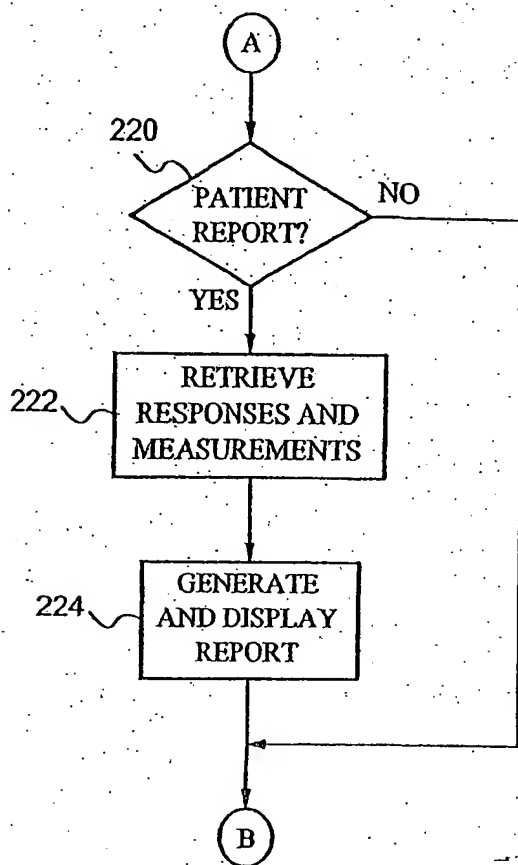 A
220
PATIENT
REPORT?
NO
YES
222
RETRIEVE
RESPONSES AND
MEASUREMENTS
224
GENERATE
AND DISPLAY
REPORT
B